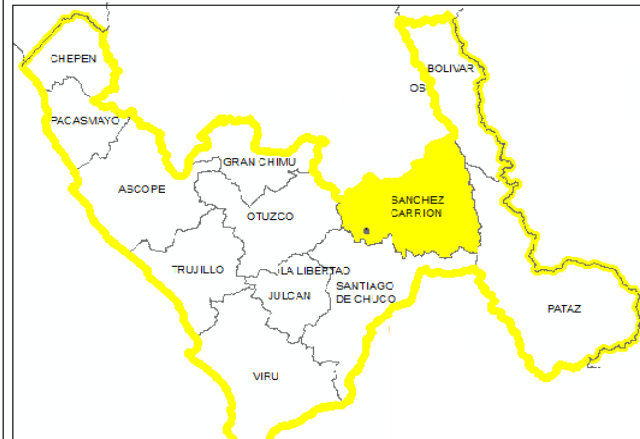 CHEPEN
BOLIVAR
OS
PACASMAYO
GRAN CHIMU
ASCOPE
SANCHEZ
CARRION
OTUZCO
TRUJILLO
LA LIBERTAD
SANTIAGO
DE CHUCO
JULCAN
PATAZ
VIRU